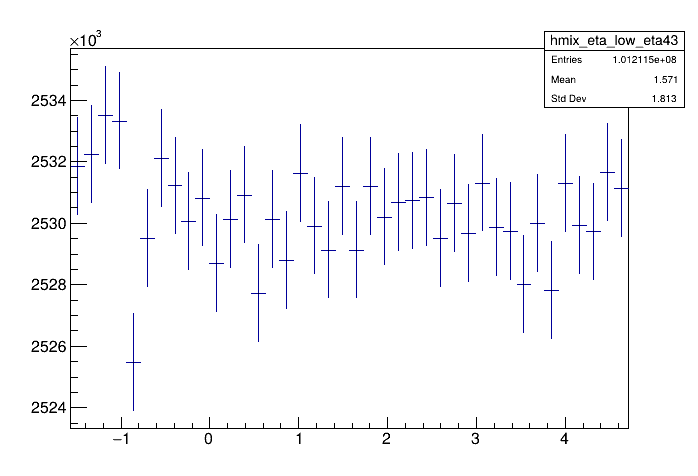 ×10³
hmix_eta_low_eta43
Entries 1.012115e+08
Mean 1.571
Std Dev 1.813
2534
2532
2530
2528
2526
2524
−1 0 1 2 3 4